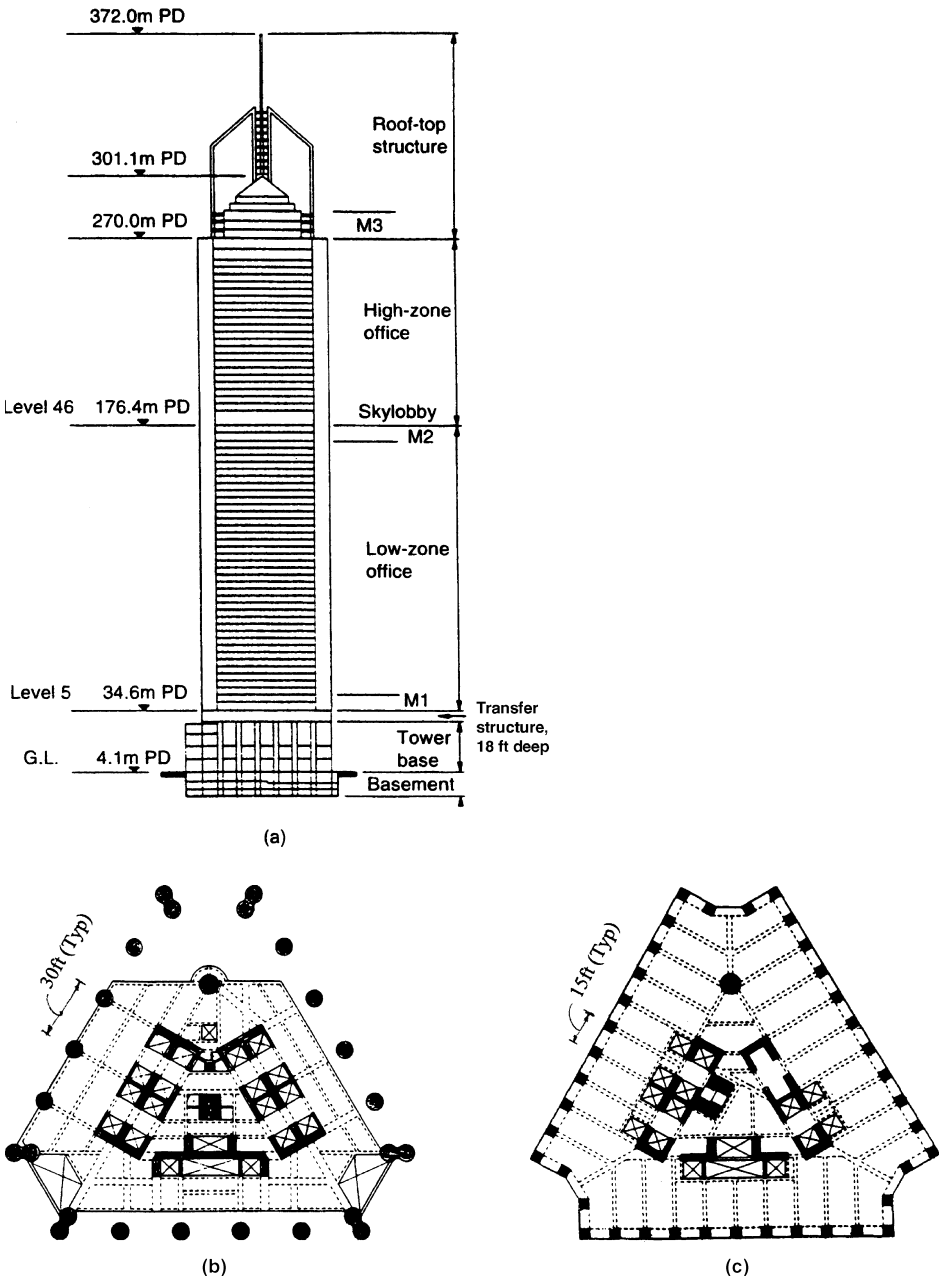 372.0m PD
Roof-top
structure
301.1m PD
M3
270.0m PD
High-zone
office
Level 46 176.4m PD
Skylobby
M2
Low-zone
office
Level 5 34.6m PD
M1
Transfer
structure,
18 ft deep
Tower
base
G.L. 4.1m PD
Basement
(a)
30ft (Typ)
15ft (Typ)
(b)
(c)